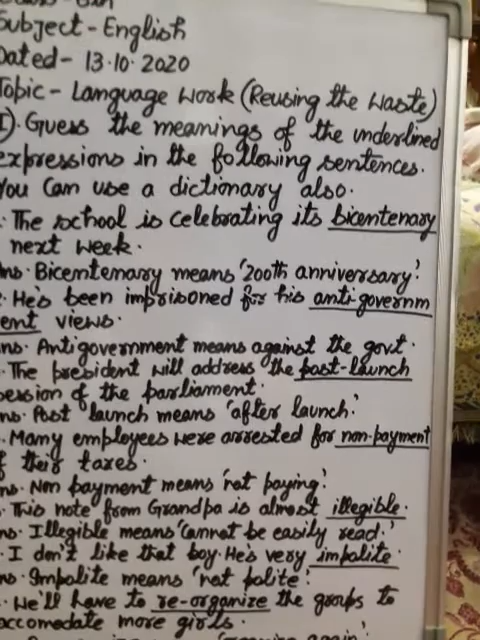 Subject - English
Dated - 13.10.2020
Topic - Language work (Reusing the waste)
I). Guess the meanings of the underlined
expressions in the following sentences.
You can use a dictionary also.
. The school is celebrating its bicentenary
next week.
ns. Bicentenary means '200th anniversary'.
. He's been imprisoned for his anti-governm
ent views.
ns. Antigovernment means against the govt.
. The president will address the post-launch
session of the parliament.
ns. Post launch means 'after launch.'
. Many employees were arrested for non-payment
f their taxes.
ns. Non payment means 'not paying'.
. This note from Grandpa is almost illegible.
ns. Illegible means 'cannot be easily read.'
. I don't like that boy. He's very impolite.
ns. Impolite means 'not polite'.
. We'll have to re-organize the groups to
accomodate more girls.